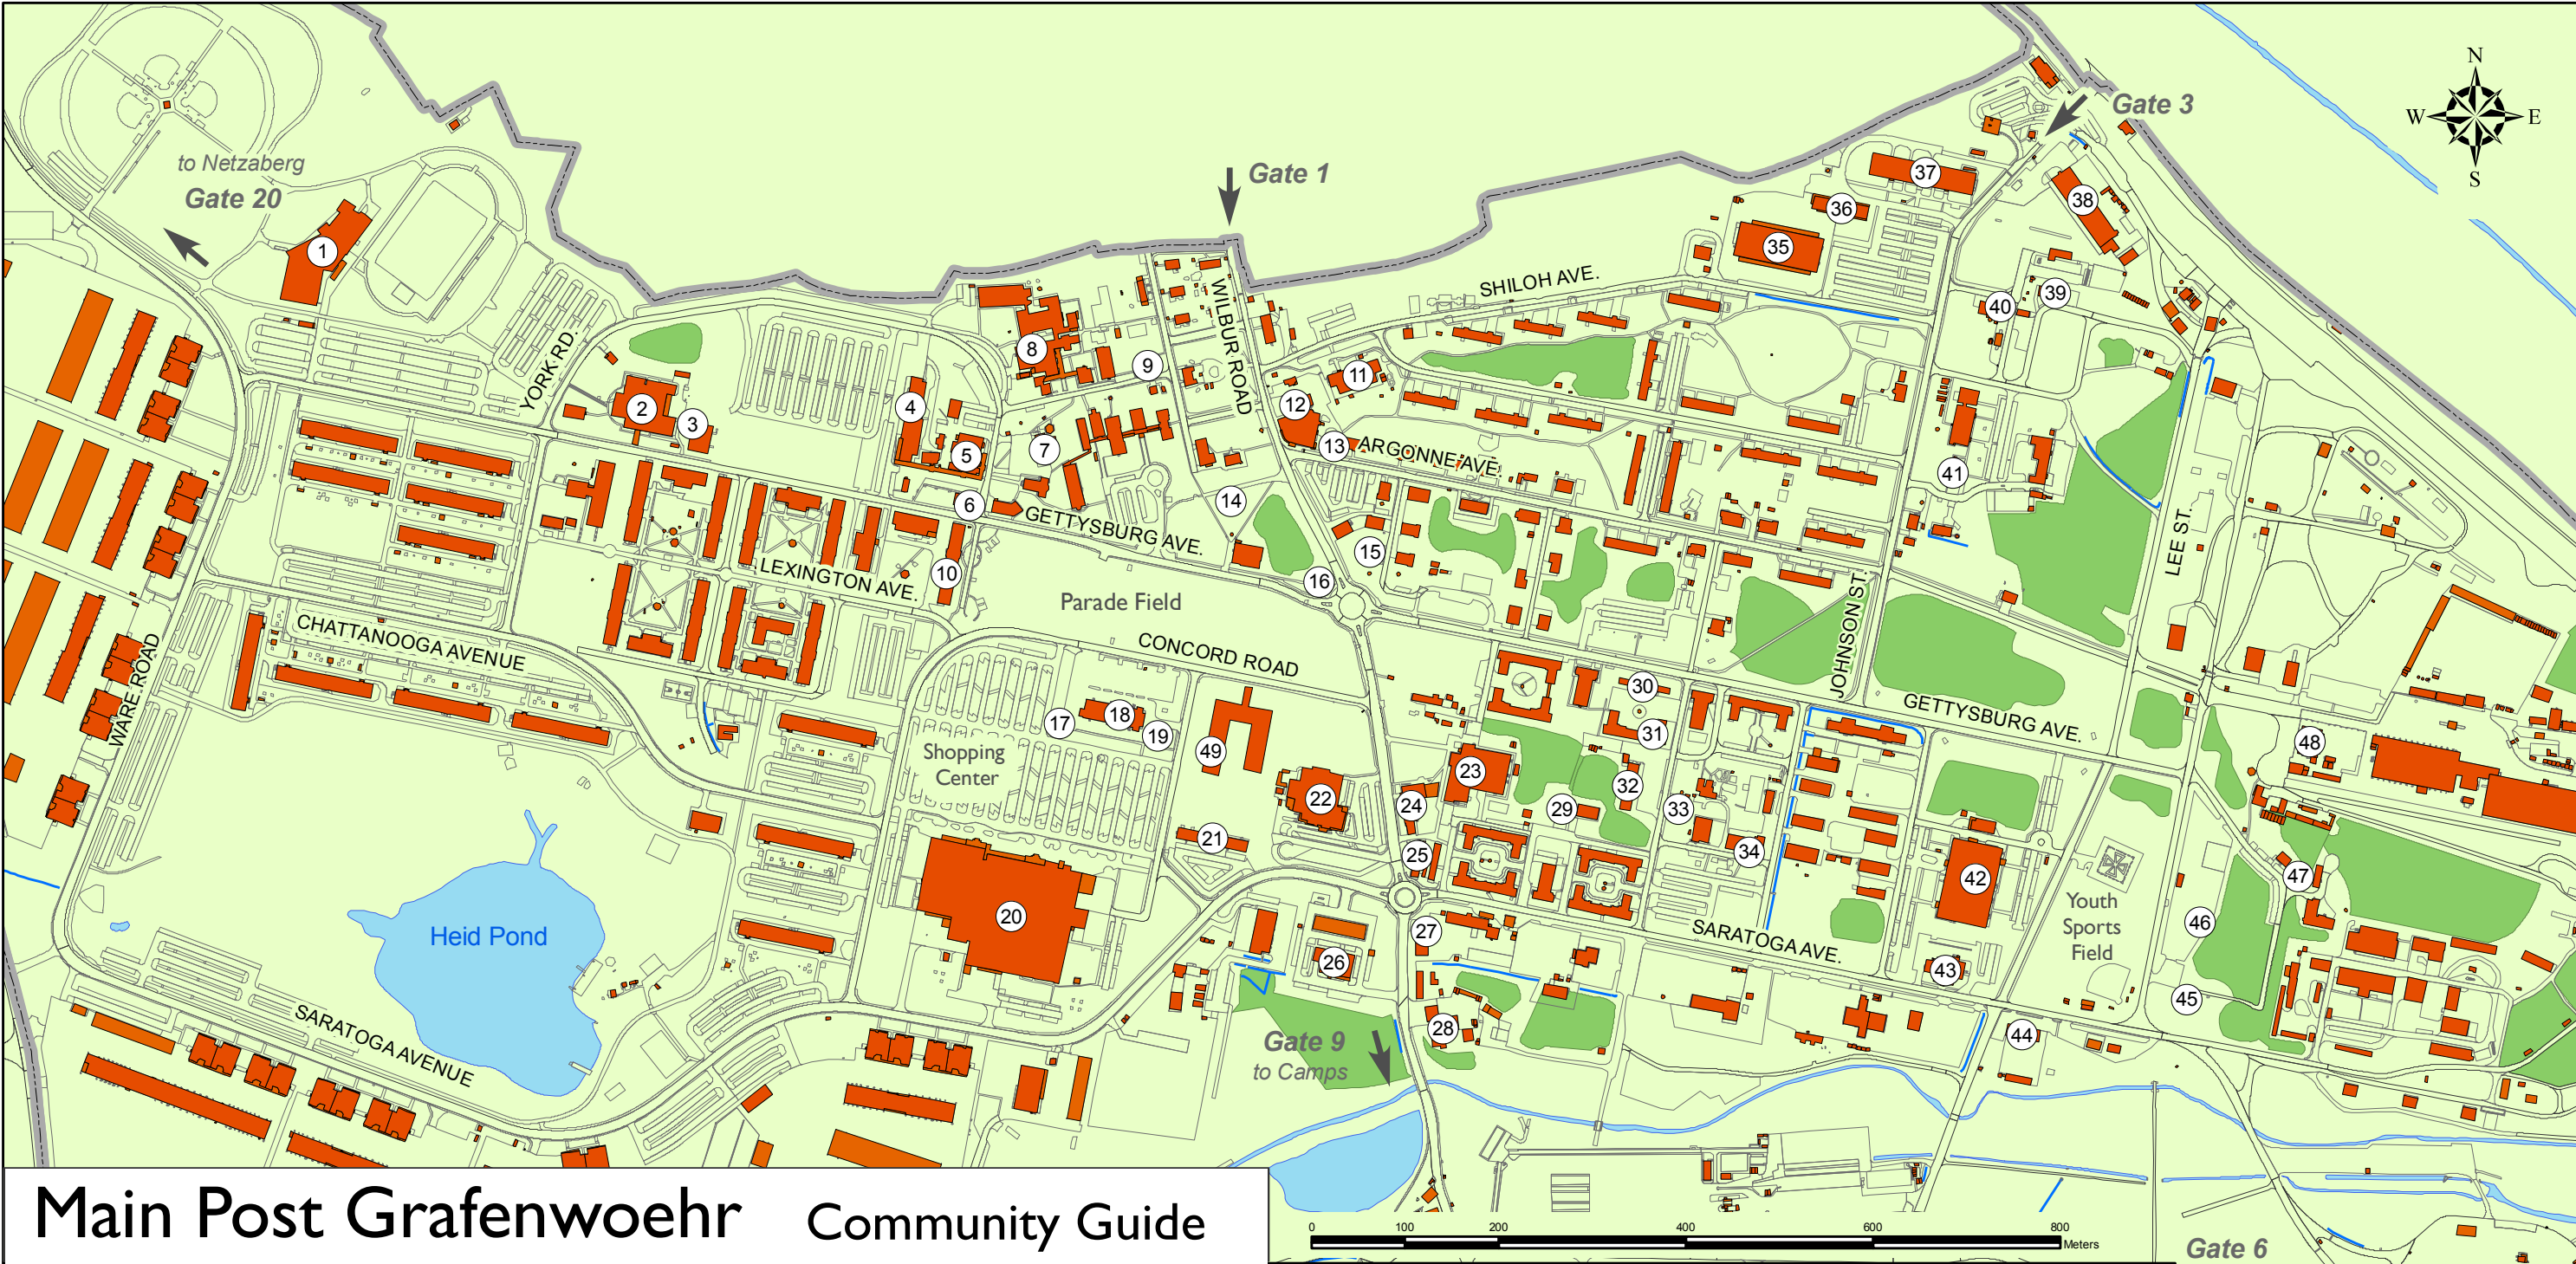 N
W E
S
Gate 3
to Netzaberg
Gate 20
Gate 1
37
38
36
35
1
SHILOH AVE.
39
40
WILBUR ROAD
YORK RD.
8
9
11
12
2
3
4
5
7
13
ARGONNE AVE.
41
6
14
GETTYSBURG AVE.
LEE ST.
15
LEXINGTON AVE.
10
16
Parade Field
CHATTANOOGA AVENUE
CONCORD ROAD
JOHNSON ST.
WARE ROAD
30
GETTYSBURG AVE.
17
18
19
31
49
48
Shopping
Center
23
22
24
32
29
33
21
25
34
42
47
20
Youth
Sports
Field
46
Heid Pond
27
SARATOGA AVE.
26
43
45
SARATOGA AVENUE
28
44
Gate 9
to Camps
Main Post Grafenwoehr Community Guide
0 100 200 400 600 800
Meters
Gate 6